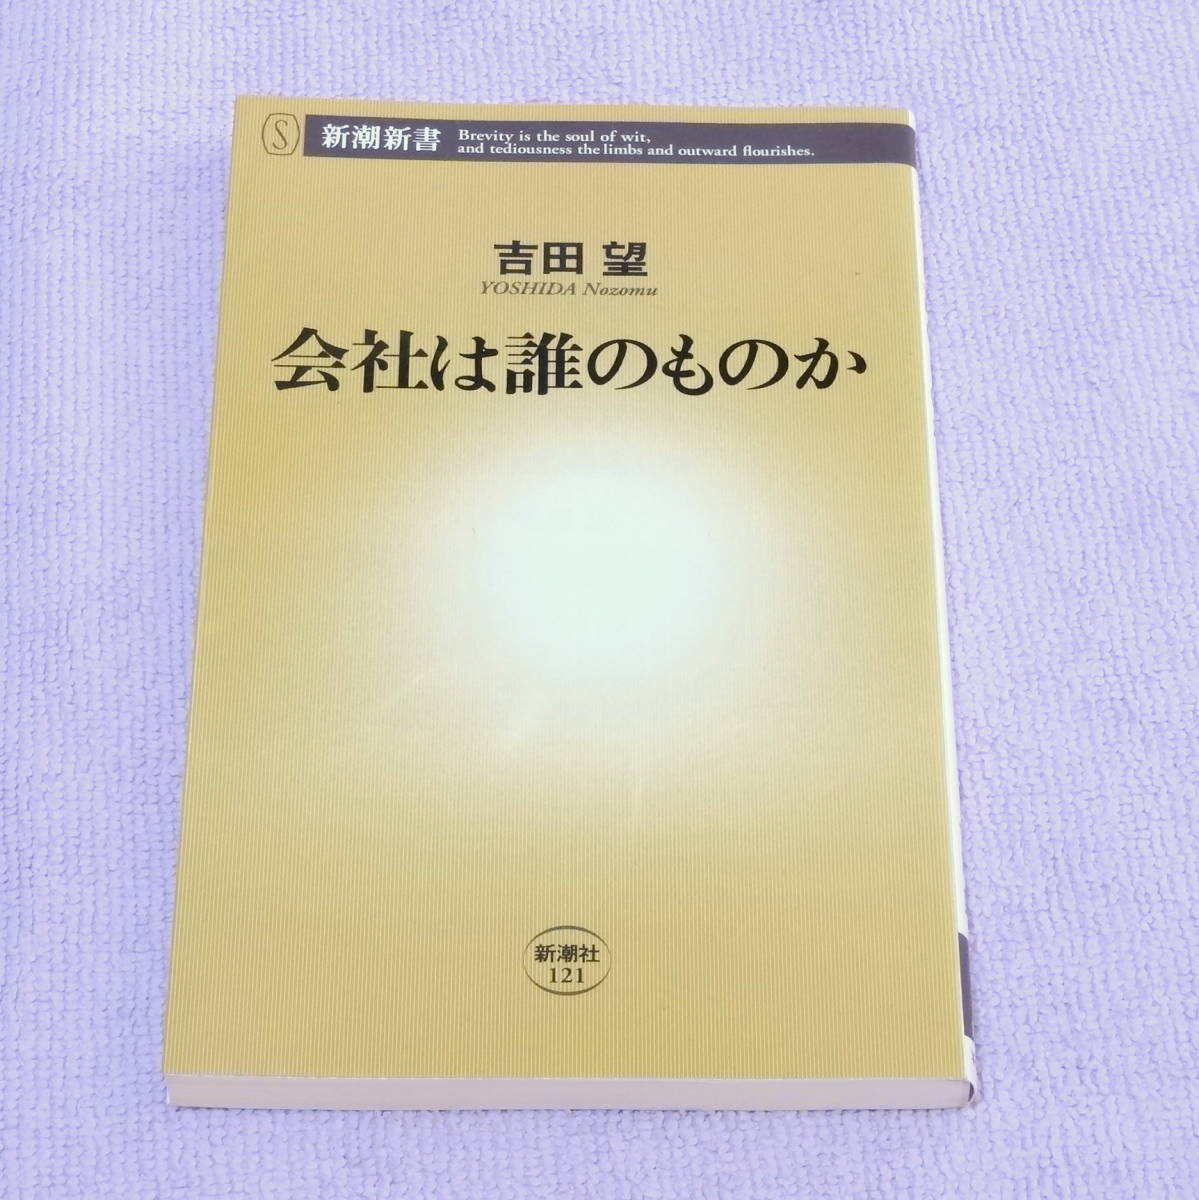 S
新潮新書
Brevity is the soul of wit,
and tediousness the limbs and outward flourishes.
吉田 望
YOSHIDA Nozomu
会社は誰のものか
新潮社
121